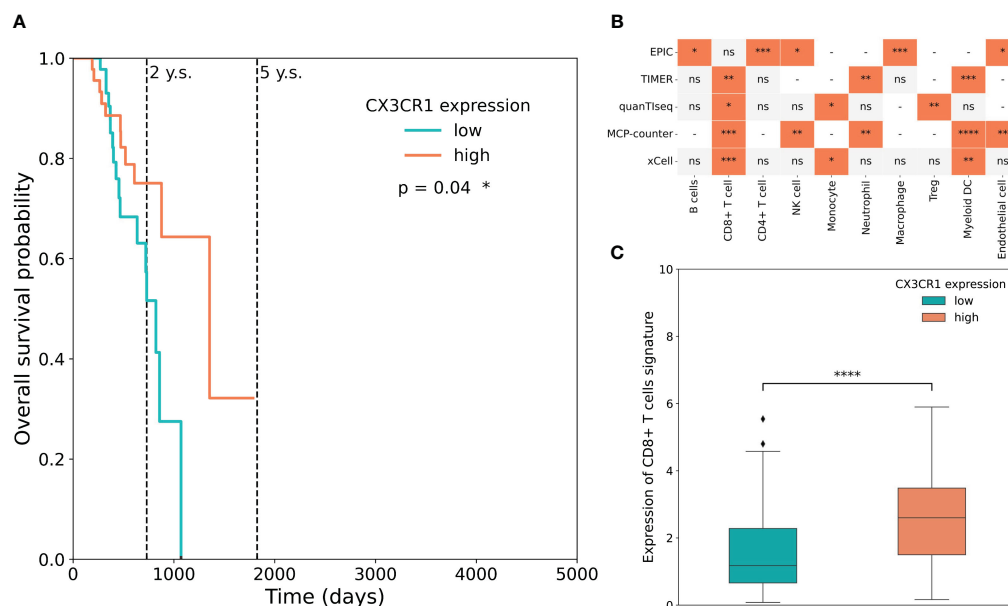 A
1.0
0.8
0.6
0.4
0.2
0.0
Overall survival probability
2 y.s.
5 y.s.
CX3CR1 expression
low
high
p = 0.04 *
0
1000
2000
3000
4000
5000
Time (days)
B
EPIC * ns *** * - - *** - - *
TIMER ns ** ns - - ** ns - *** -
quanTIseq ns * ns ns * ns ns ** ns -
MCP-counter - *** - ** - ** - - **** **
xCell ns *** ns ns * ns ns ns ** ns
B cells
CD8+ T cell
CD4+ T cell
NK cell
Monocyte
Neutrophil
Macrophage
Treg
Myeloid DC
Endothelial cell
C
10
8
6
4
2
0
Expression of CD8+ T cells signature
CX3CR1 expression
low
high
****